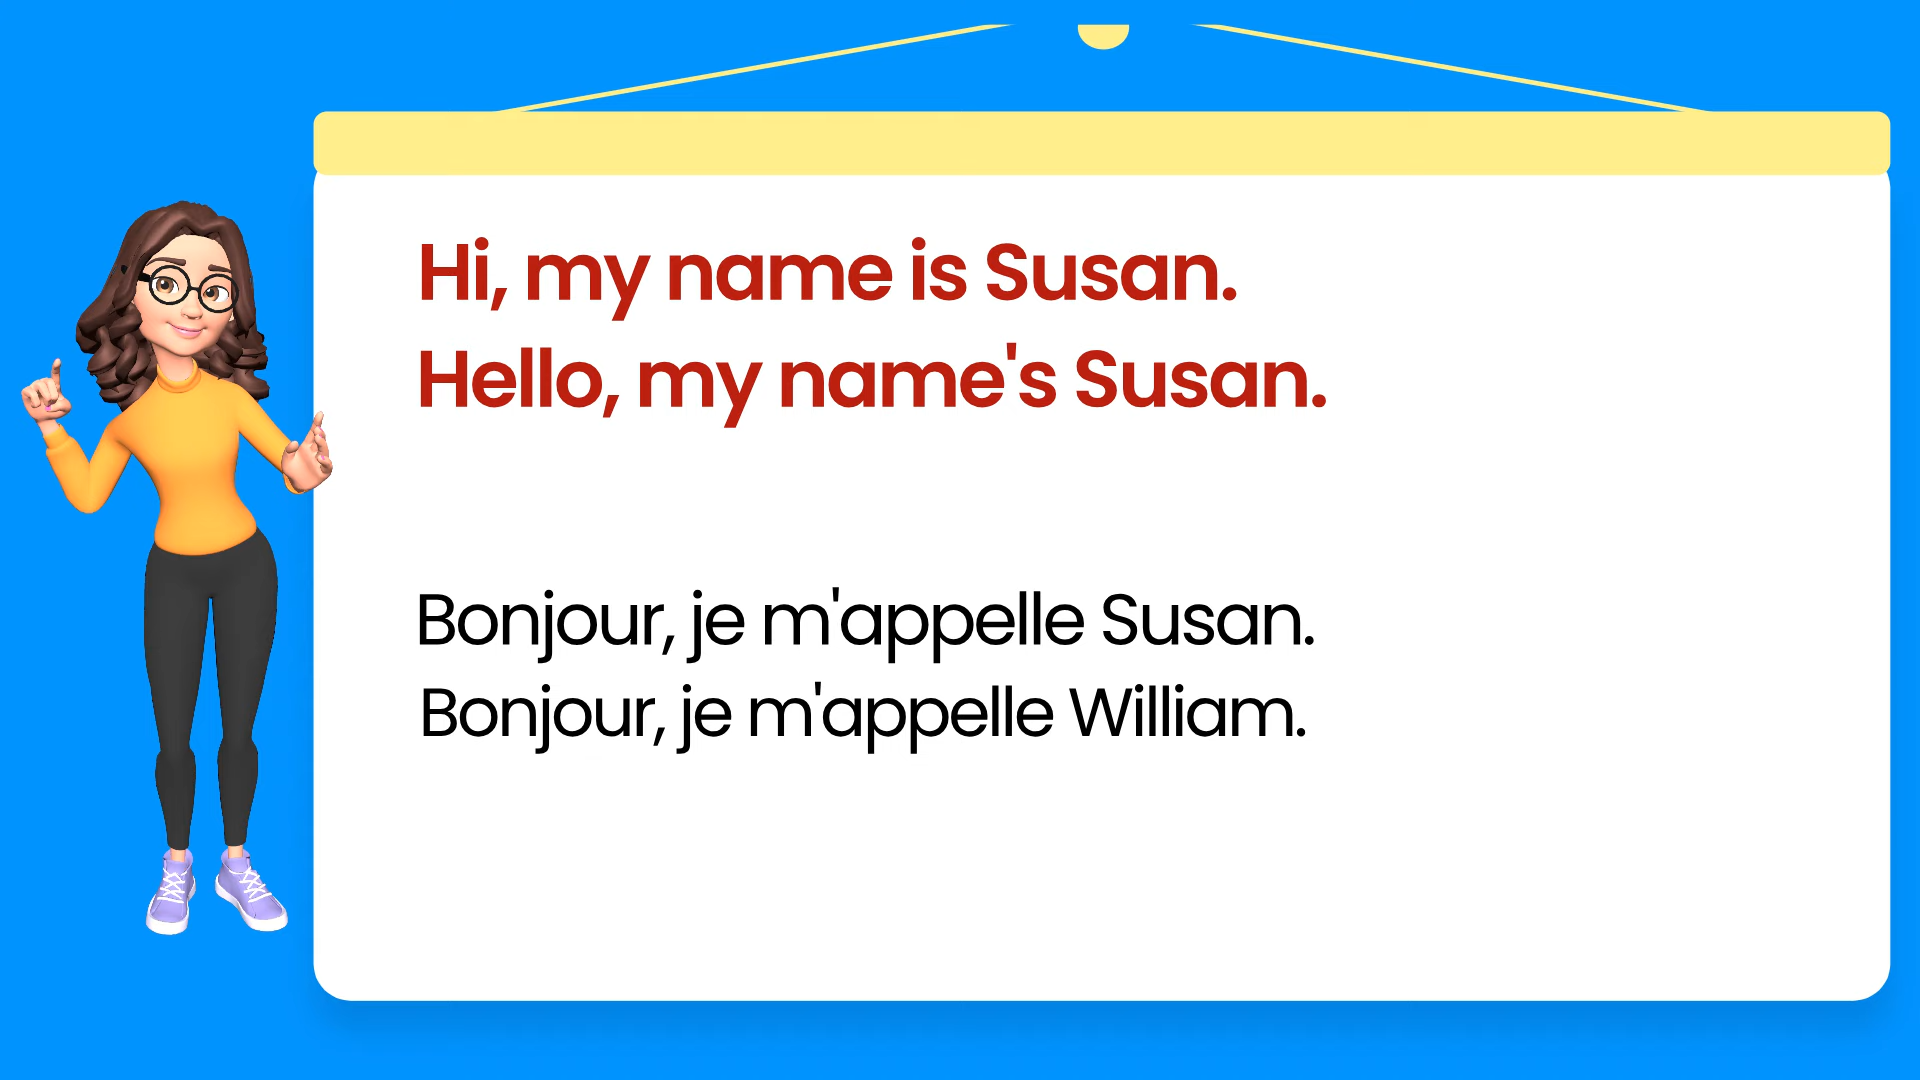 Hi, my name is Susan.
Hello, my name's Susan.
Bonjour, je m'appelle Susan.
Bonjour, je m'appelle William.